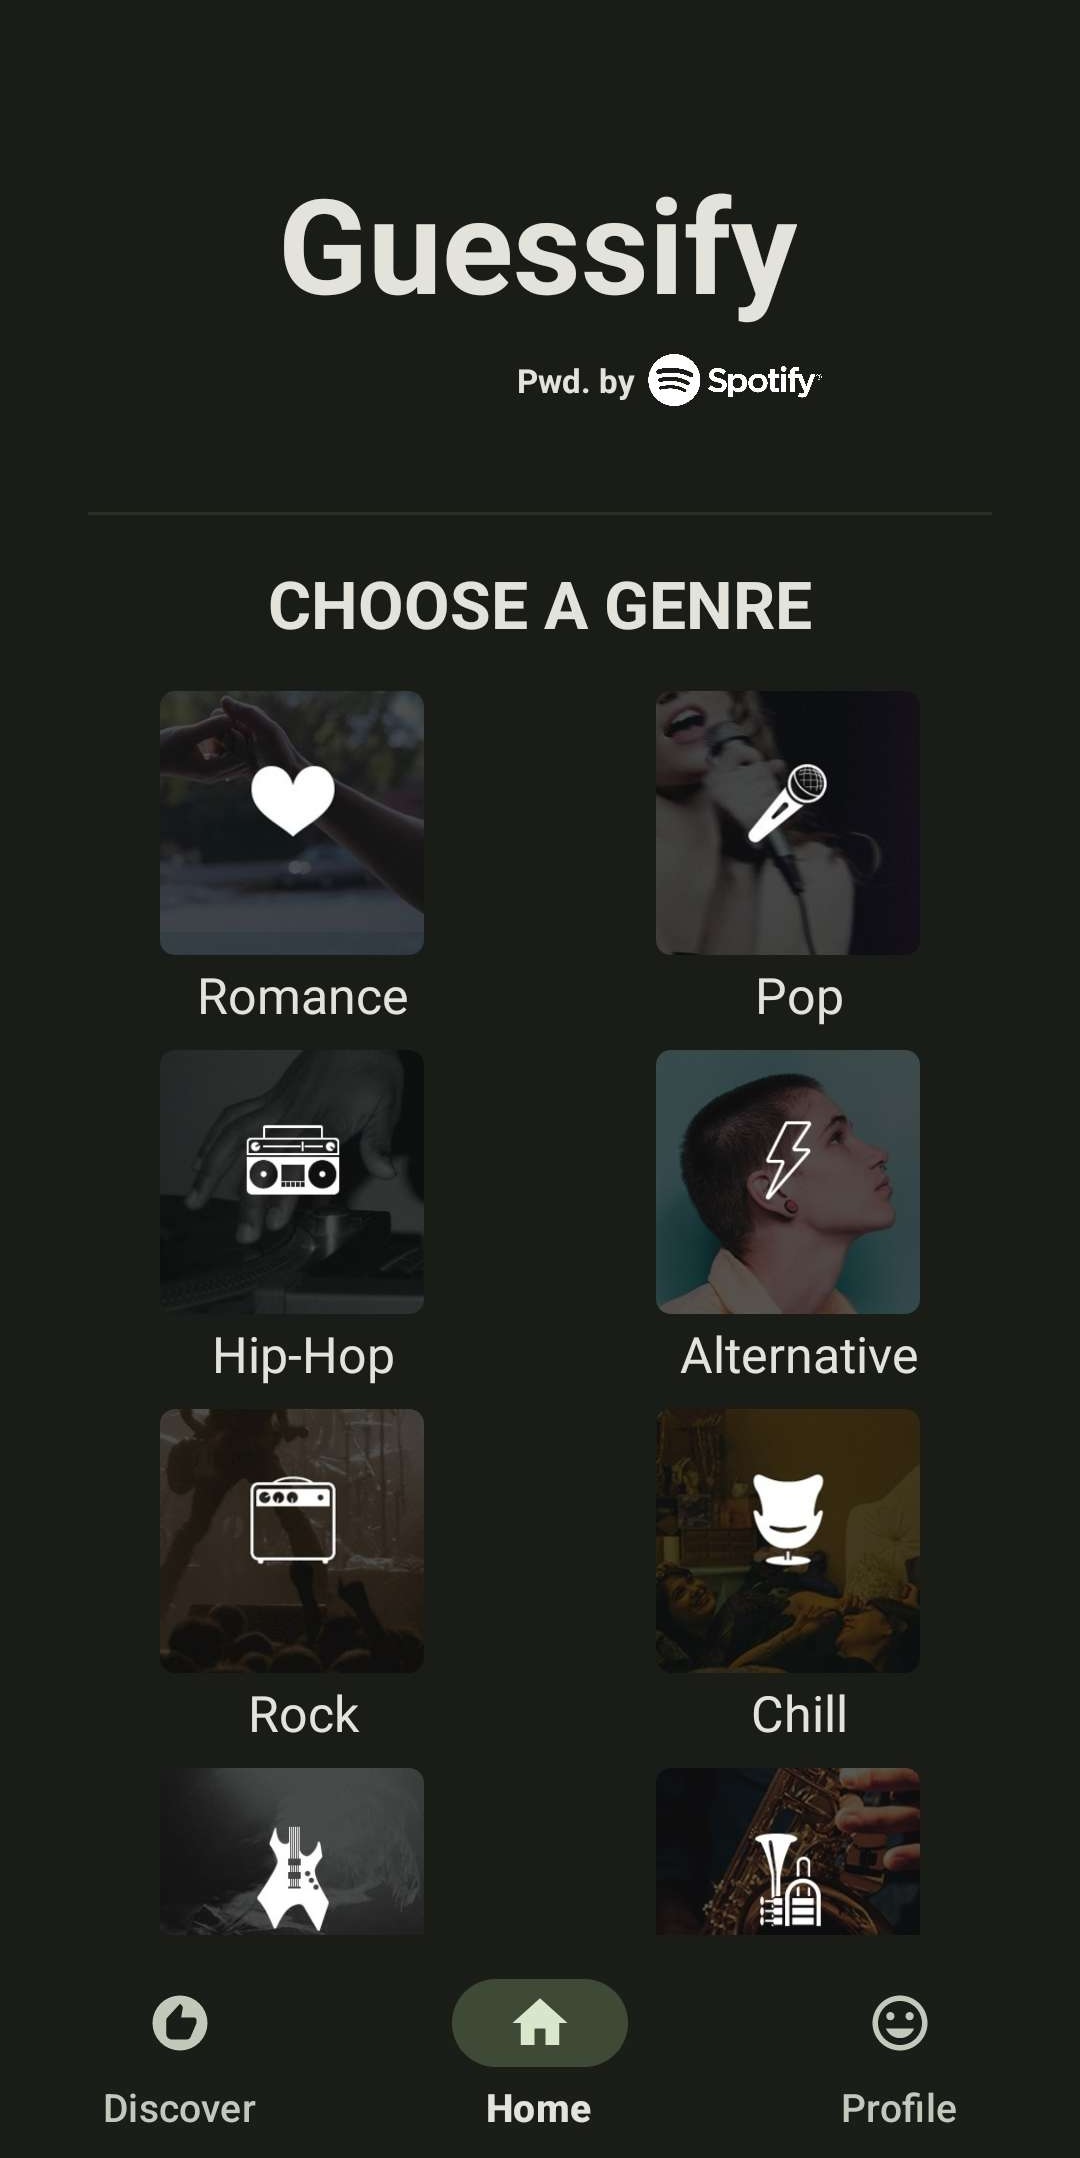 Guessify
Pwd. by Spotify
CHOOSE A GENRE
Romance
Pop
Hip-Hop
Alternative
Rock
Chill
Discover
Home
Profile